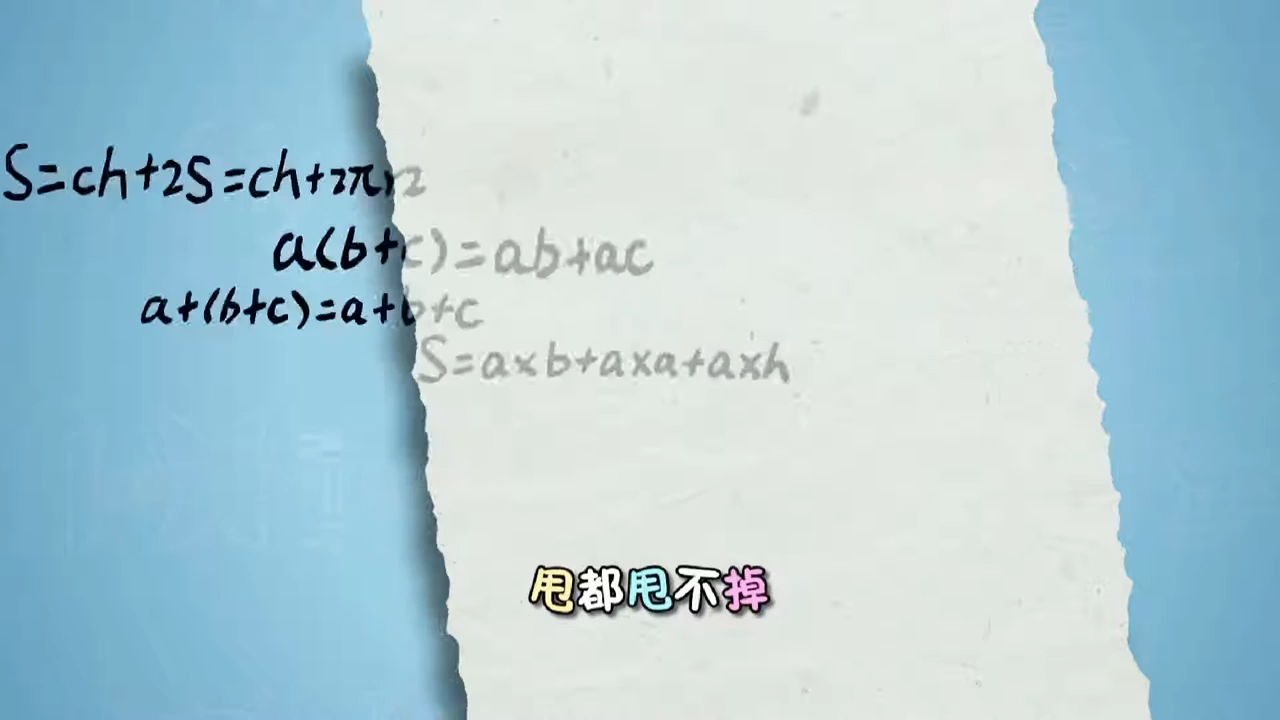 S=ch+2S=ch+2πr2
a(b+c)=ab+ac
a+(b+c)=a+b+c
S=a×b+a×a+a×h
甩都甩不掉